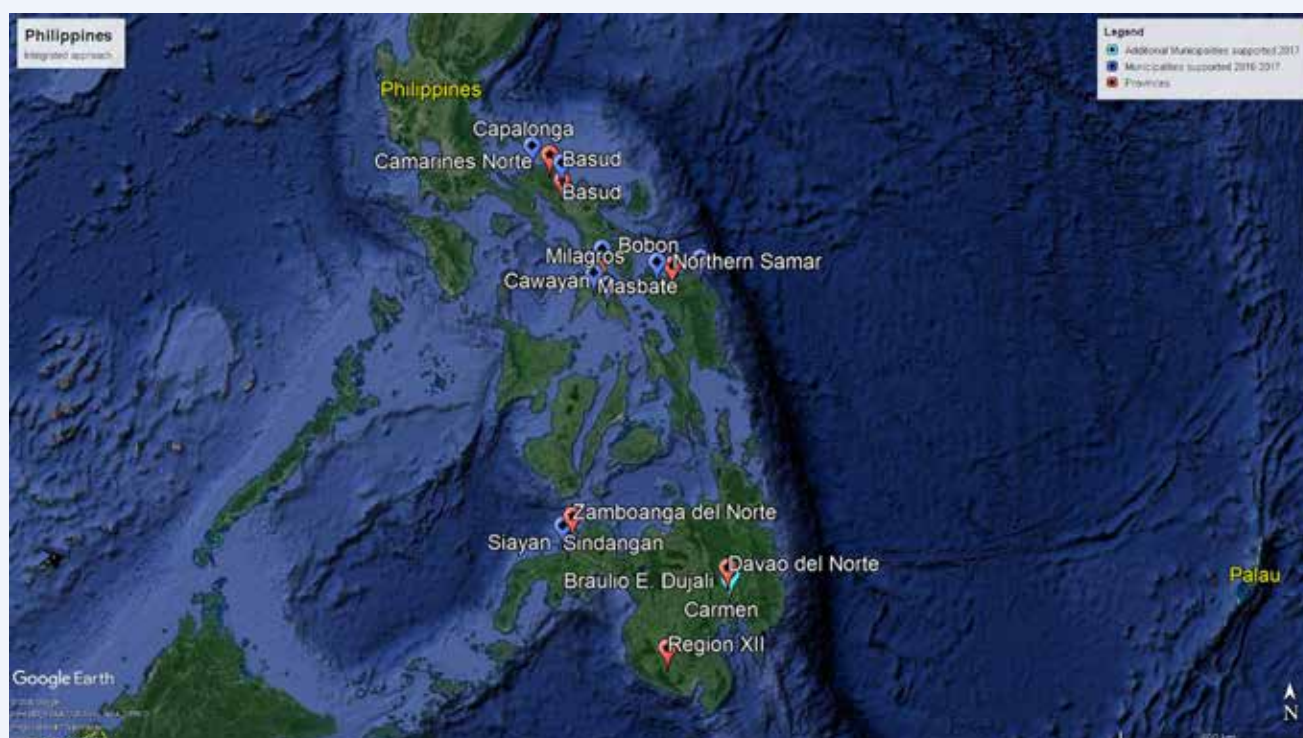 Philippines
Integrated approach
Legend
Additional Municipalities supported 2017
Municipalities supported 2016-2017
Provinces
Philippines
Capalonga
Camarines Norte
Basud
Basud
Bobon
Milagros
Northern Samar
Cawayan
Masbate
Zamboanga del Norte
Siayan
Sindangan
Davao del Norte
Braulio E. Dujali
Palau
Carmen
Region XII
Google Earth
N